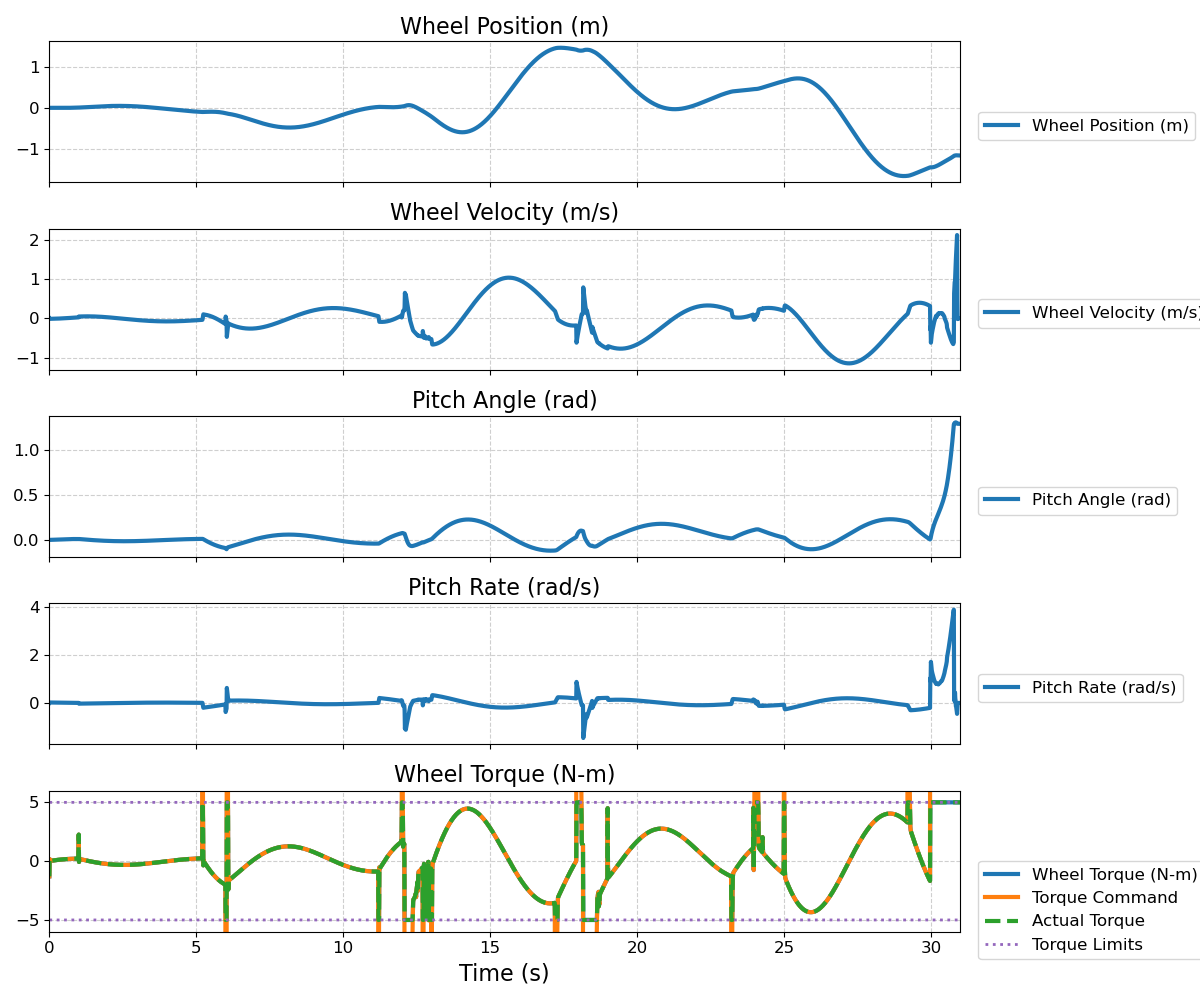 Wheel Position (m)
1
0
−1
Wheel Position (m)
Wheel Velocity (m/s)
2
1
0
−1
Wheel Velocity (m/s)
Pitch Angle (rad)
1.0
0.5
0.0
Pitch Angle (rad)
Pitch Rate (rad/s)
4
2
0
Pitch Rate (rad/s)
Wheel Torque (N-m)
5
0
−5
0 5 10 15 20 25 30
Time (s)
Wheel Torque (N-m)
Torque Command
Actual Torque
Torque Limits